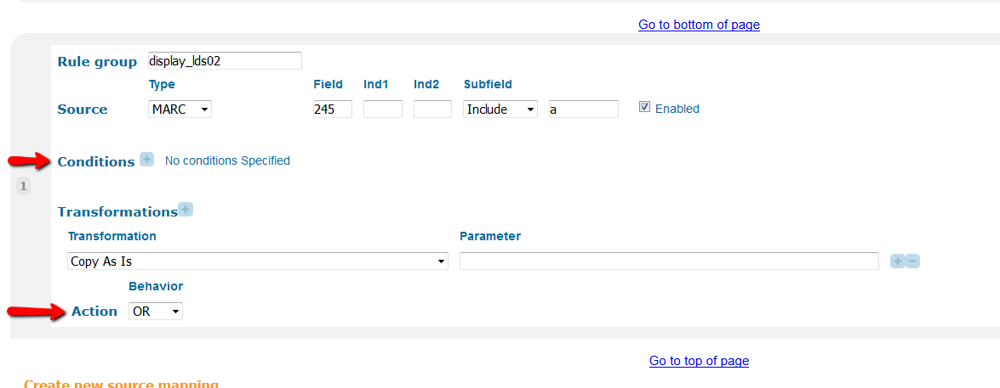 Go to bottom of page
Rule group display_lds02
Type Field Ind1 Ind2 Subfield
Source MARC 245 Include a Enabled
Conditions + No conditions Specified
1
Transformations +
Transformation Parameter
Copy As Is + −
Behavior
Action OR
Go to top of page
Create new source mapping